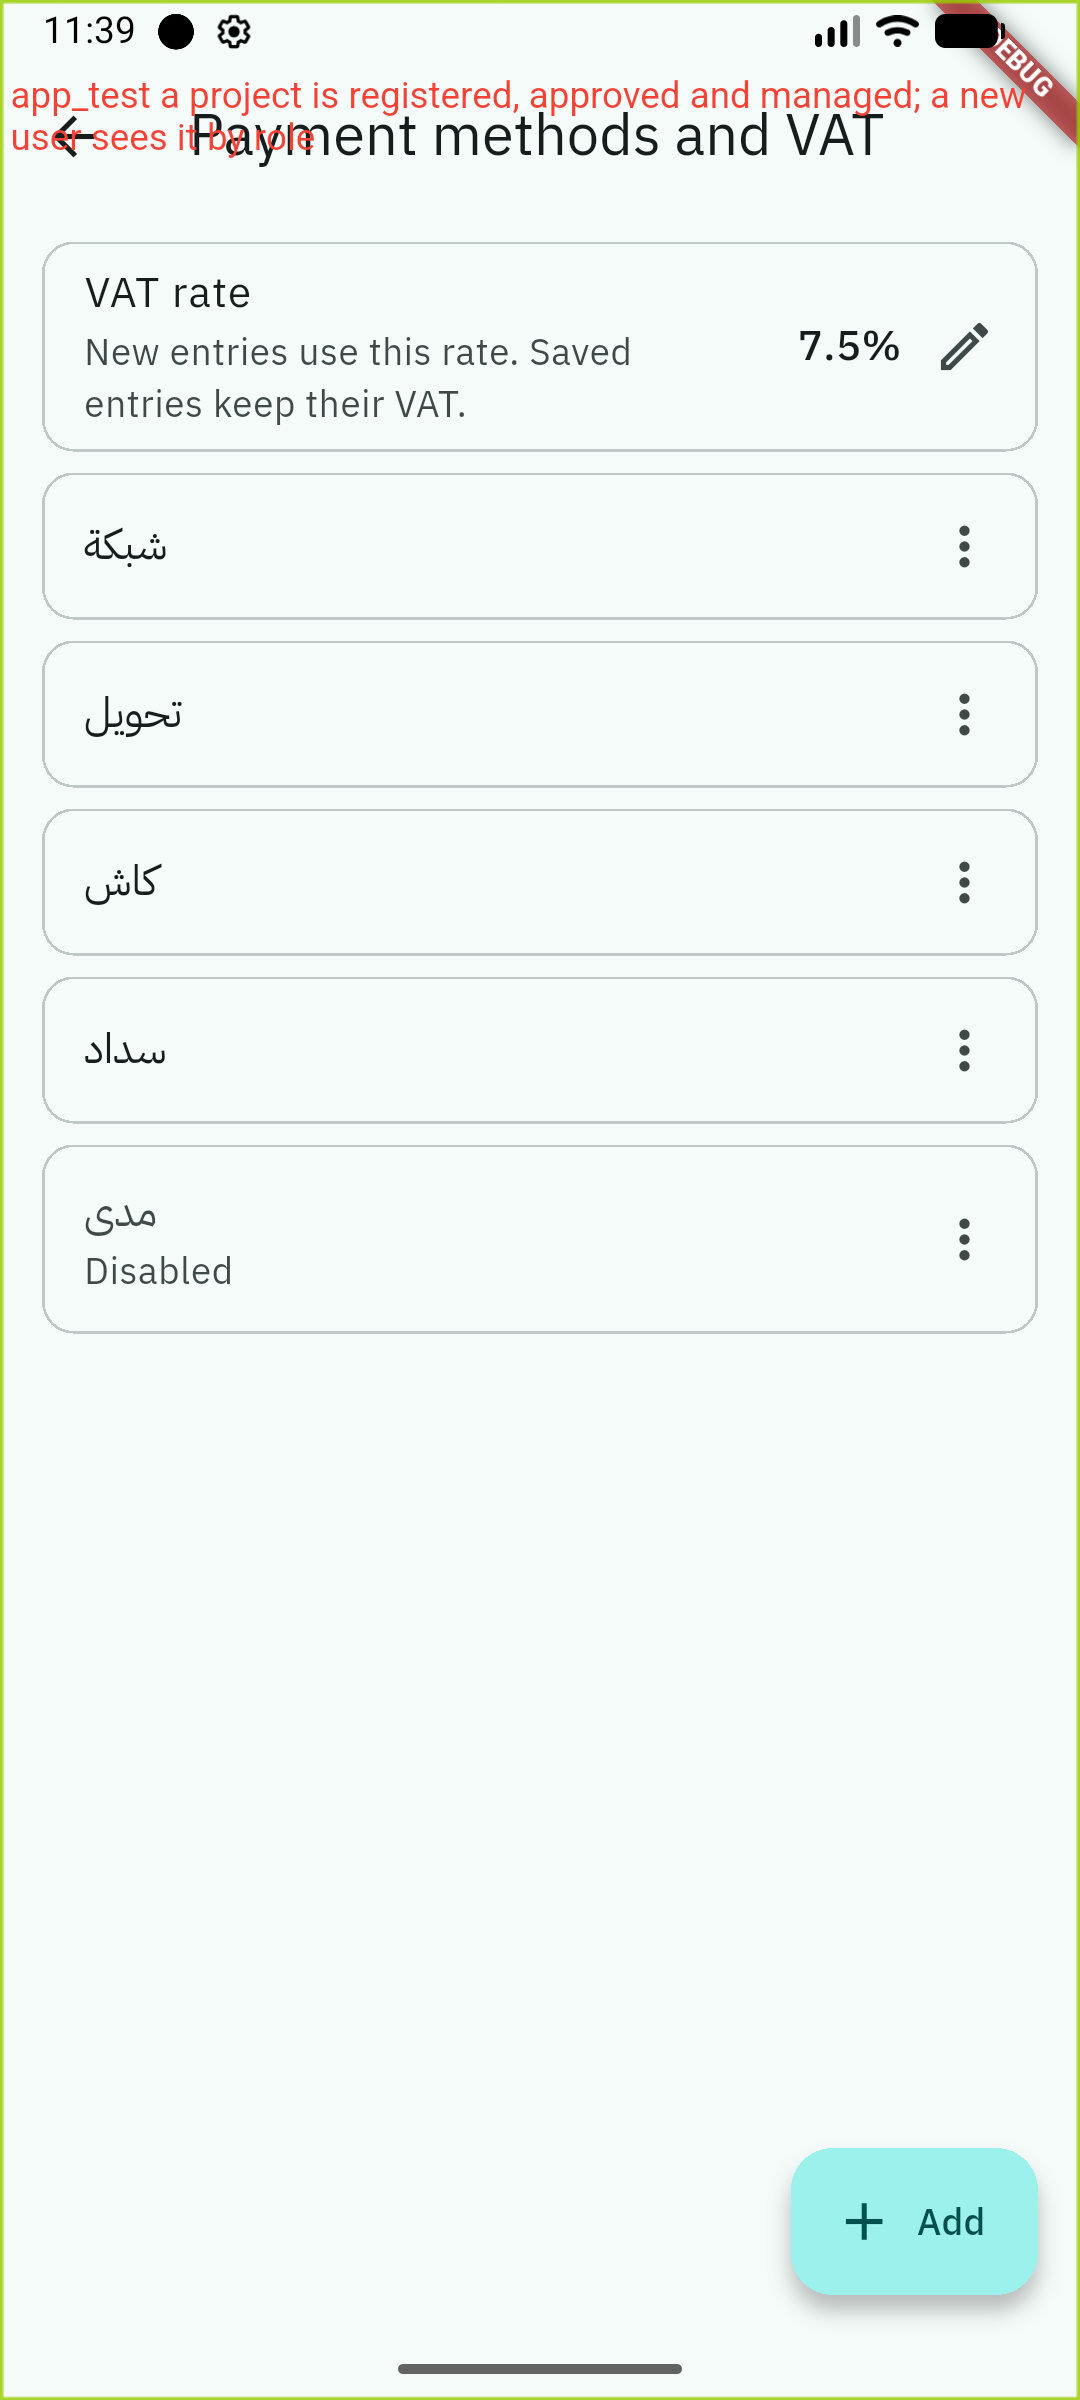 11:39
app_test a project is registered, approved and managed; a new
user sees it by role
Payment methods and VAT
VAT rate
New entries use this rate. Saved
entries keep their VAT.
7.5%
شبكة
تحويل
كاش
سداد
مدى
Disabled
Add